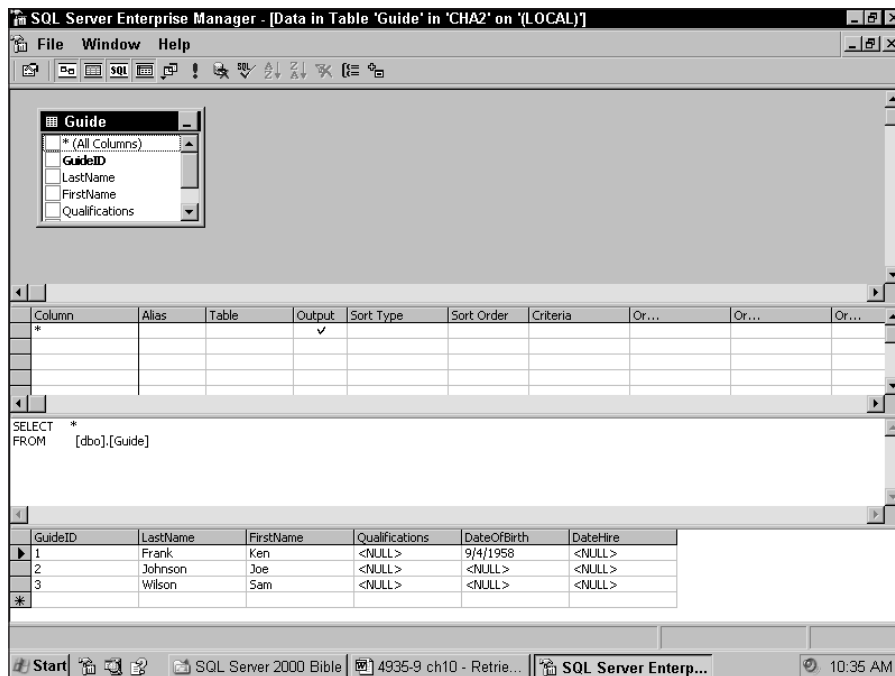 SQL Server Enterprise Manager - [Data in Table 'Guide' in 'CHA2' on '(LOCAL)']
File Window Help
SQL
Guide
* (All Columns)
GuideID
LastName
FirstName
Qualifications
Column Alias Table Output Sort Type Sort Order Criteria Or... Or... Or...
*
SELECT *
FROM [dbo].[Guide]
GuideID LastName FirstName Qualifications DateOfBirth DateHire
1 Frank Ken <NULL> 9/4/1958 <NULL>
2 Johnson Joe <NULL> <NULL> <NULL>
3 Wilson Sam <NULL> <NULL> <NULL>
Start SQL Server 2000 Bible 4935-9 ch10 - Retrie... SQL Server Enterp... 10:35 AM